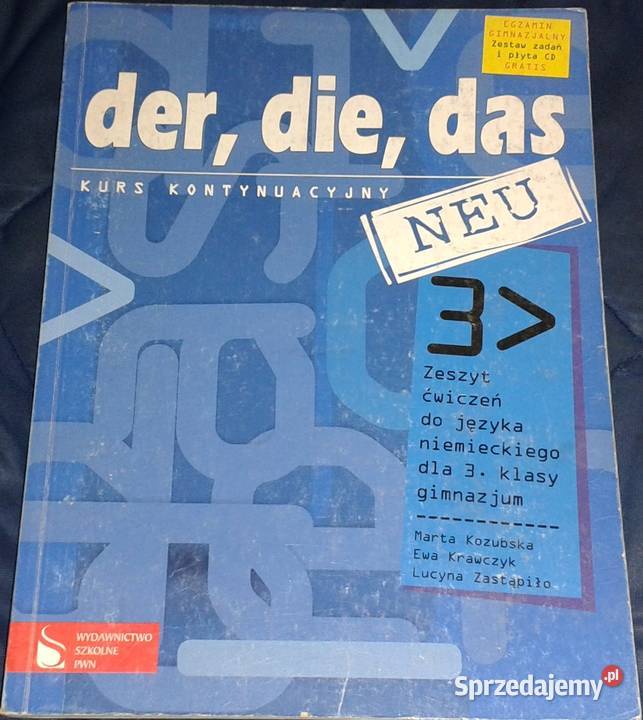 EGZAMIN
GIMNAZJALNY
Zestaw zadań
i płyta CD
GRATIS
der, die, das
KURS KONTYNUACYJNY
NEU
3>
Zeszyt
ćwiczeń
do języka
niemieckiego
dla 3. klasy
gimnazjum
Marta Kozubska
Ewa Krawczyk
Lucyna Zastąpiło
WYDAWNICTWO
SZKOLNE
PWN
Sprzedajemy.pl